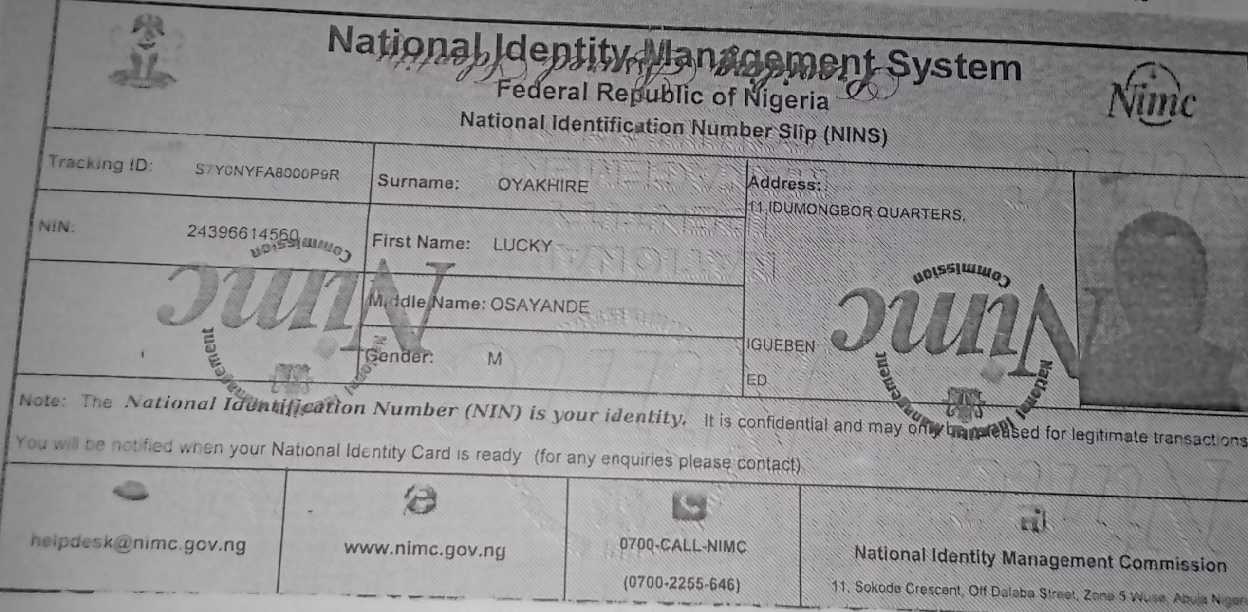 National Identity Management System
Federal Republic of Nigeria
National Identification Number Slip (NINS)
Nimc
Tracking ID: S7Y0NYFA8000P9R
Surname: OYAKHIRE
Address:
11,IDUMONGBOR QUARTERS,
NIN: 24396614560
First Name: LUCKY
Middle Name: OSAYANDE
Gender: M
IGUEBEN
ED
Nimc
National Management Commission
Nimc
National Management Commission
Note: The National Identification Number (NIN) is your identity. It is confidential and may only be released for legitimate transactions
You will be notified when your National Identity Card is ready (for any enquiries please contact)
helpdesk@nimc.gov.ng
www.nimc.gov.ng
0700-CALL-NIMC
(0700-2255-646)
National Identity Management Commission
11, Sokode Crescent, Off Dalaba Street, Zone 5 Wuse, Abuja Nigeri